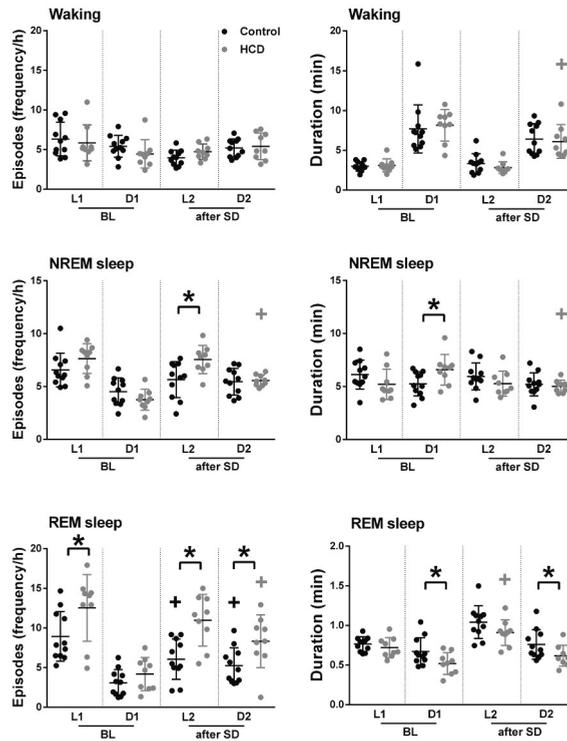 Waking
Episodes (frequency/h)
20
15
10
5
0
Control
HCD
L1 D1 L2 D2
BL after SD
Duration (min)
20
15
10
5
0
L1 D1 L2 D2
BL after SD
NREM sleep
Episodes (frequency/h)
15
10
5
0
*
+
L1 D1 L2 D2
BL after SD
NREM sleep
Duration (min)
15
10
5
0
*
+
L1 D1 L2 D2
BL after SD
REM sleep
Episodes (frequency/h)
20
15
10
5
0
* * *
+ + +
L1 D1 L2 D2
BL after SD
REM sleep
Duration (min)
2.0
1.5
1.0
0.5
0.0
* *
+
L1 D1 L2 D2
BL after SD